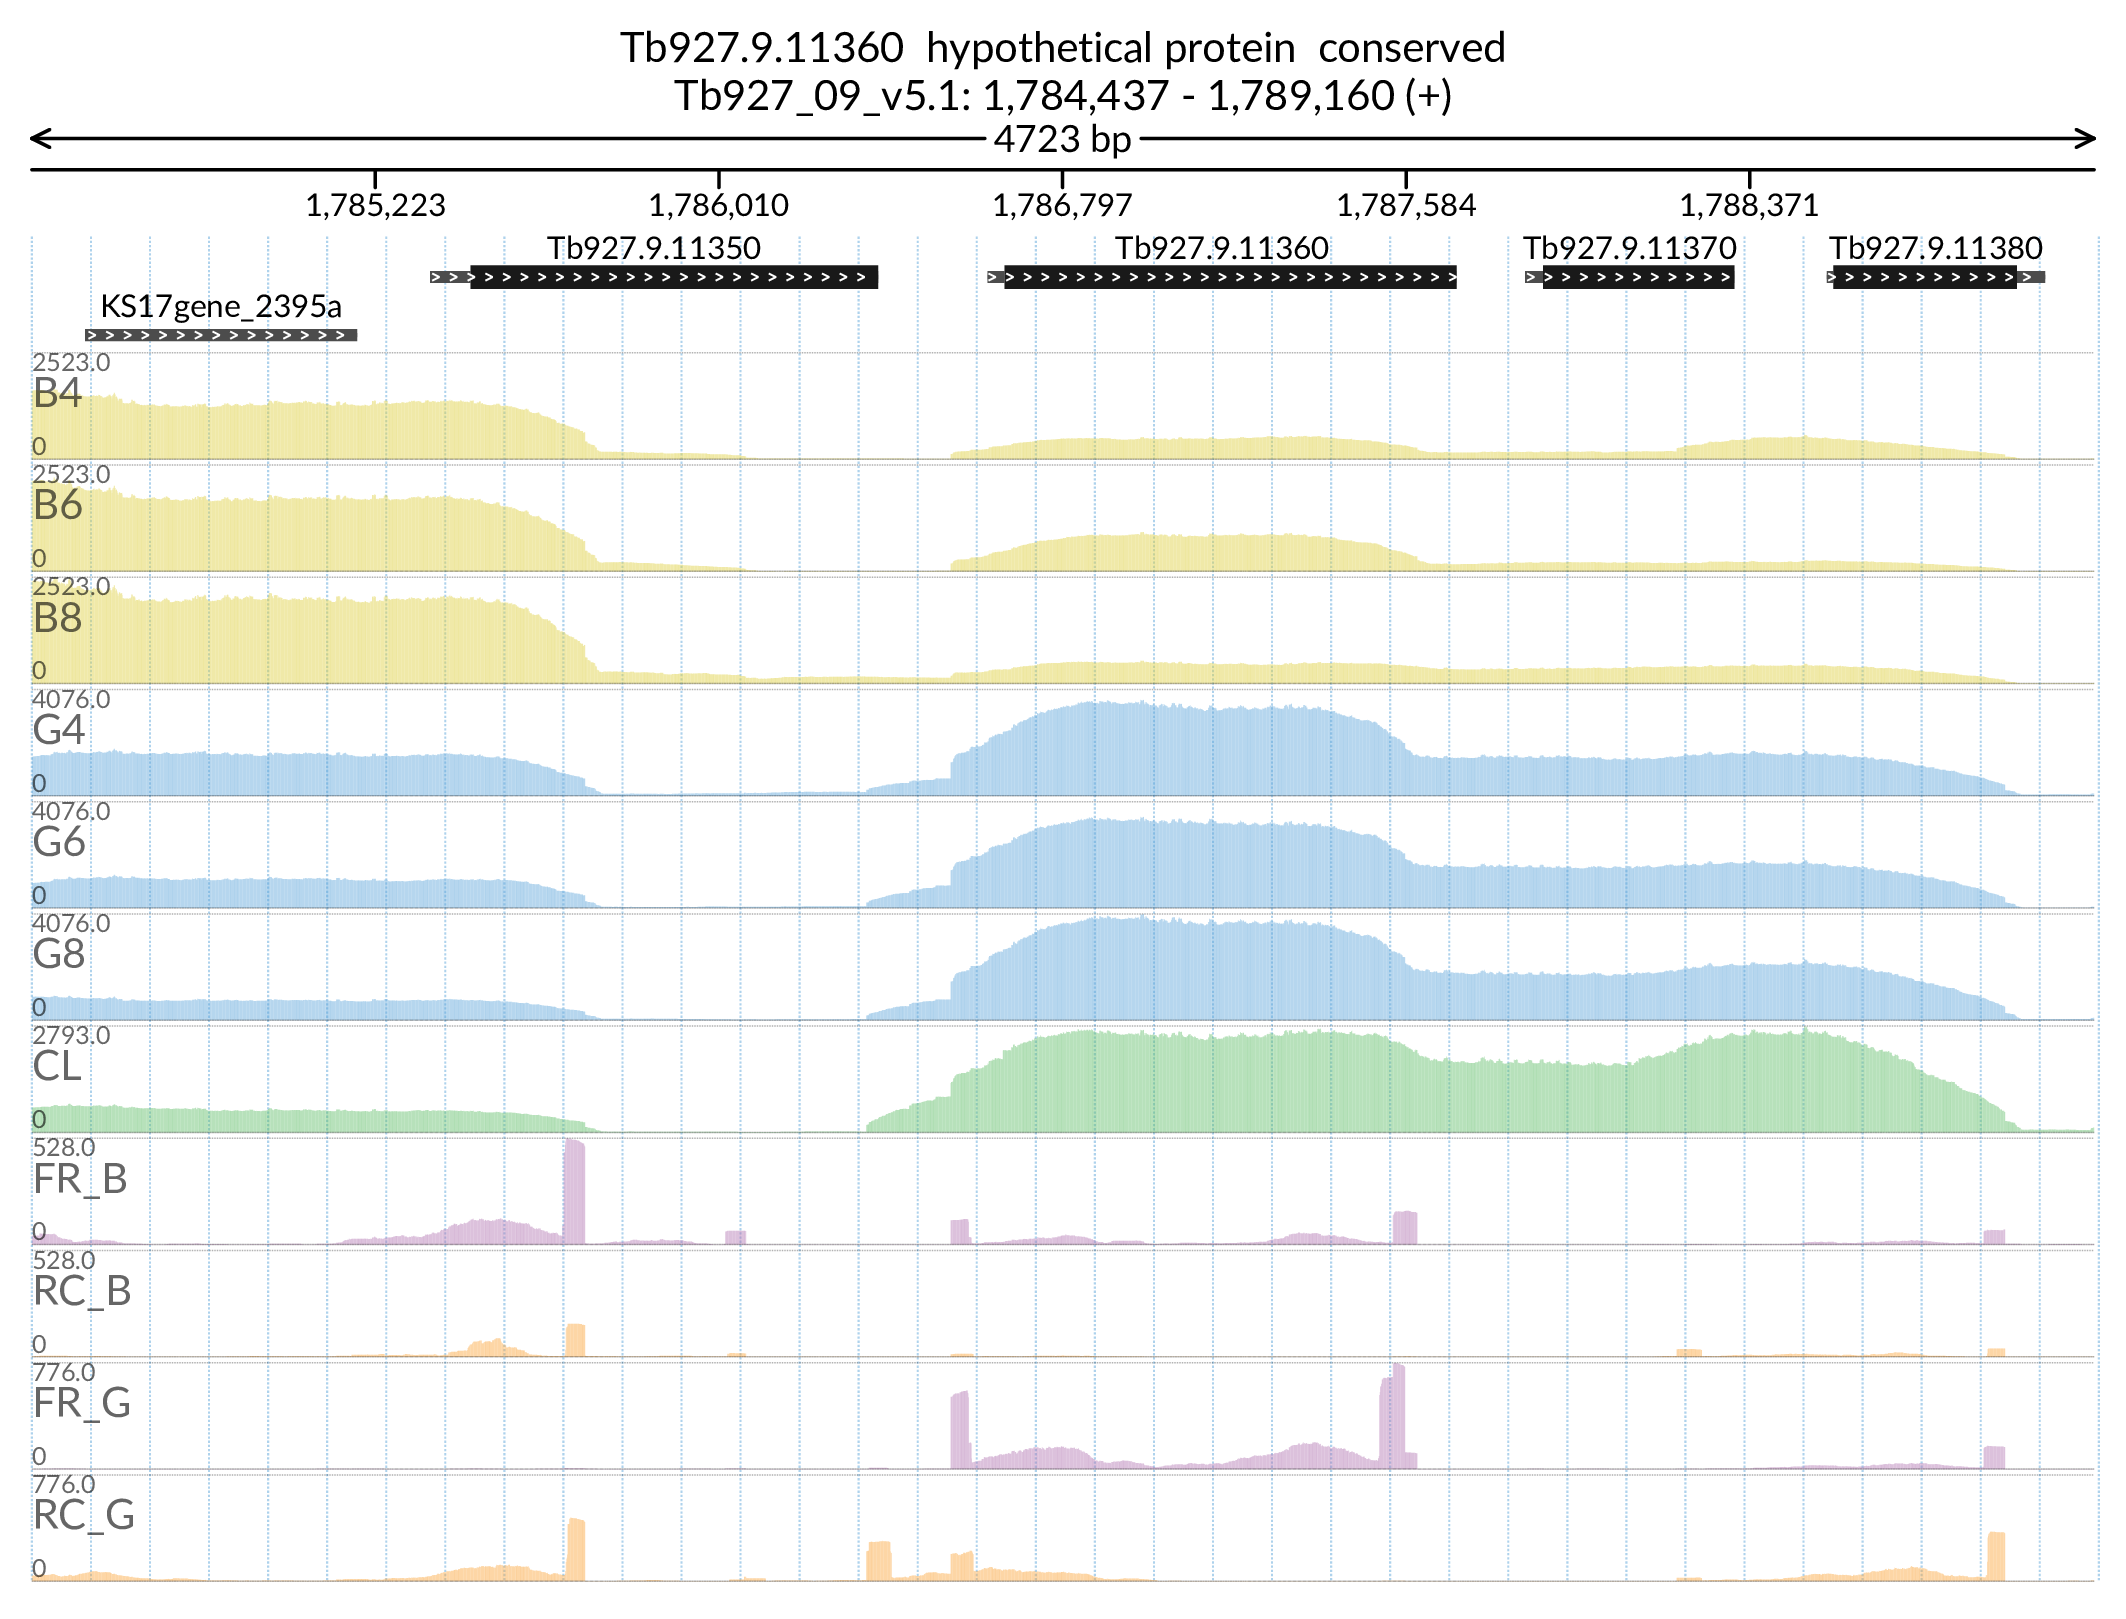 Tb927.9.11360  hypothetical protein  conserved
Tb927_09_v5.1: 1,784,437 - 1,789,160 (+)
4723 bp
1,785,223 1,786,010 1,786,797 1,787,584 1,788,371
Tb927.9.11350 Tb927.9.11360 Tb927.9.11370 Tb927.9.11380
KS17gene_2395a
2523.0
B4
0
2523.0
B6
0
2523.0
B8
0
4076.0
G4
0
4076.0
G6
0
4076.0
G8
0
2793.0
CL
0
528.0
FR_B
0
528.0
RC_B
0
776.0
FR_G
0
776.0
RC_G
0